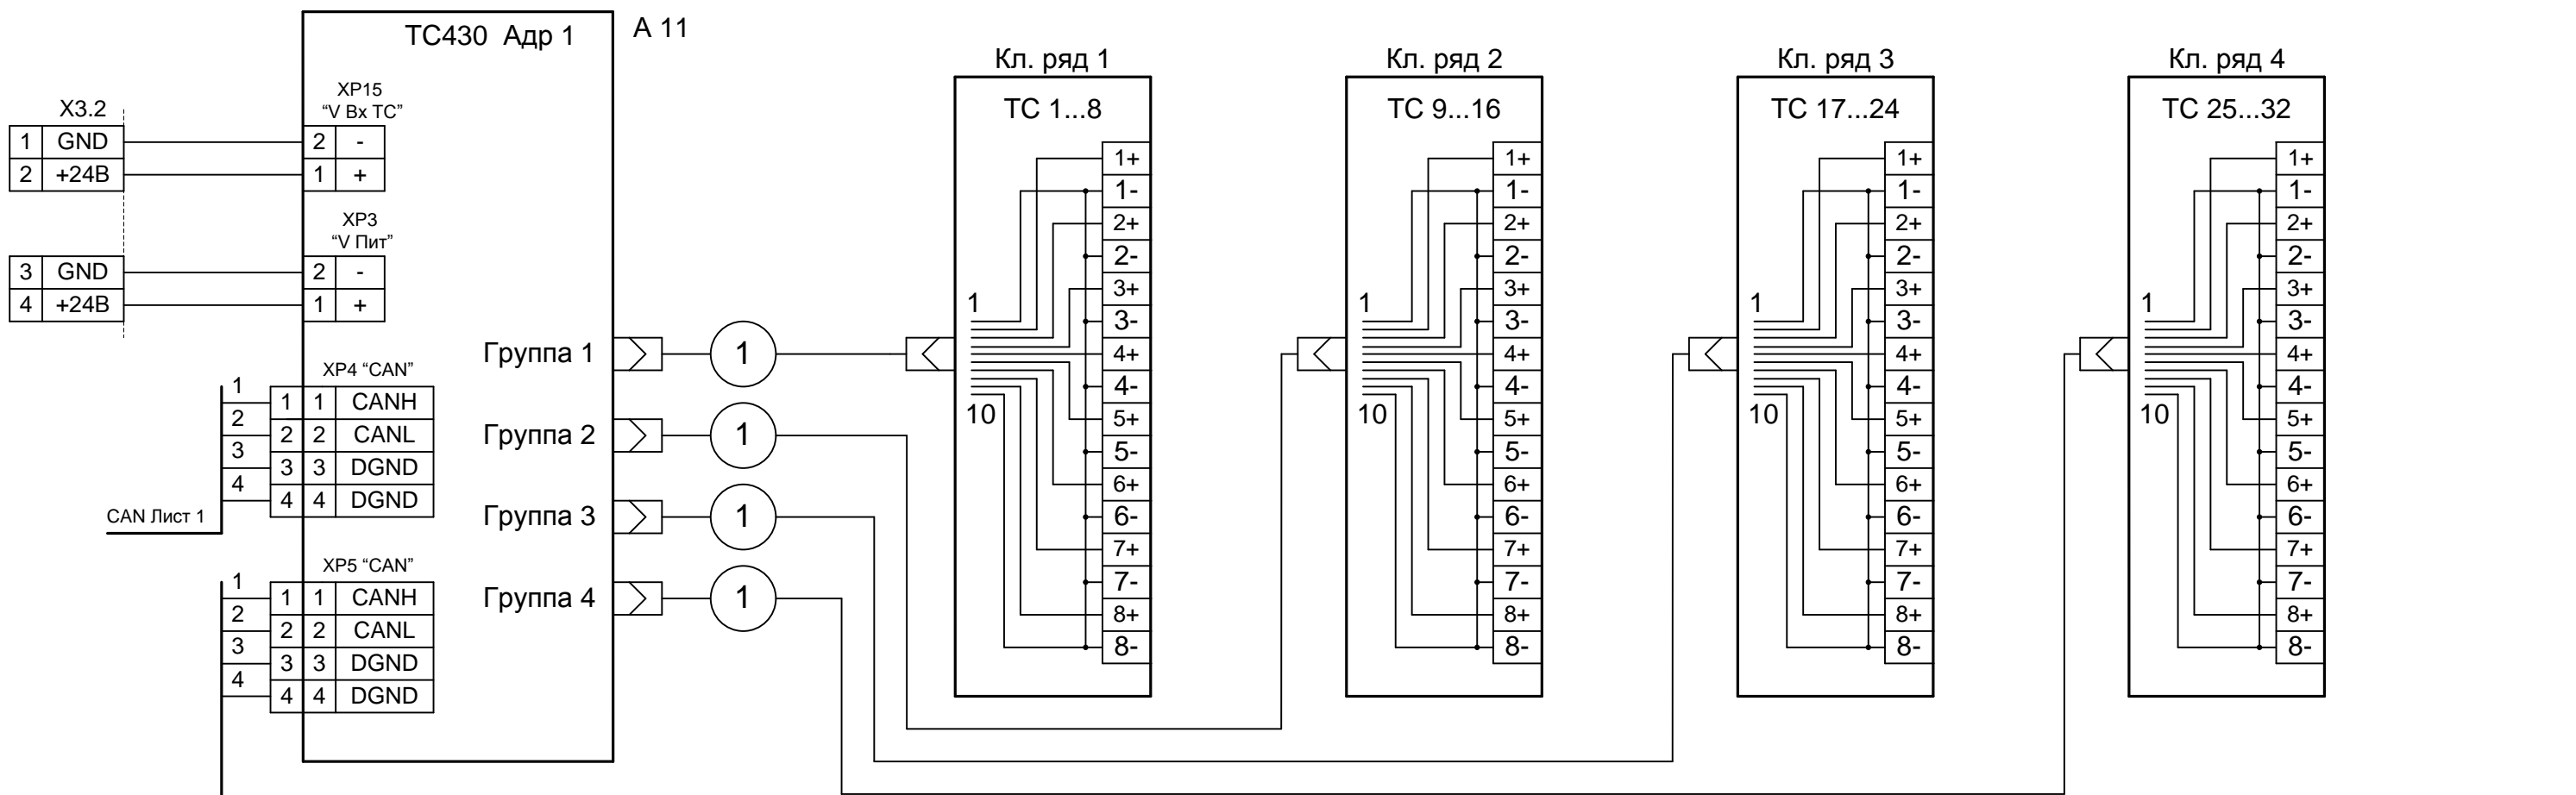 ТС430 Адр 1
А 11
ХР15
“V Вх ТС”
Х3.2
1 GND 2 -
2 +24В 1 +
ХР3
“V Пит”
3 GND 2 -
4 +24В 1 +
ХР4 “CAN”
1 1 1 CANH
2 2 2 CANL
3 3 3 DGND
4 4 4 DGND
CAN Лист 1
ХР5 “CAN”
1 1 1 CANH
2 2 2 CANL
3 3 3 DGND
4 4 4 DGND
Группа 1 1
Группа 2 1
Группа 3 1
Группа 4 1
Кл. ряд 1
ТС 1...8
1
10
1+
1-
2+
2-
3+
3-
4+
4-
5+
5-
6+
6-
7+
7-
8+
8-
Кл. ряд 2
ТС 9...16
1
10
1+
1-
2+
2-
3+
3-
4+
4-
5+
5-
6+
6-
7+
7-
8+
8-
Кл. ряд 3
ТС 17...24
1
10
1+
1-
2+
2-
3+
3-
4+
4-
5+
5-
6+
6-
7+
7-
8+
8-
Кл. ряд 4
ТС 25...32
1
10
1+
1-
2+
2-
3+
3-
4+
4-
5+
5-
6+
6-
7+
7-
8+
8-